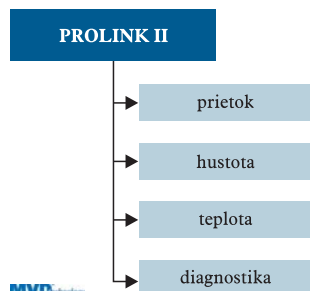 PROLINK II
prietok
hustota
teplota
diagnostika